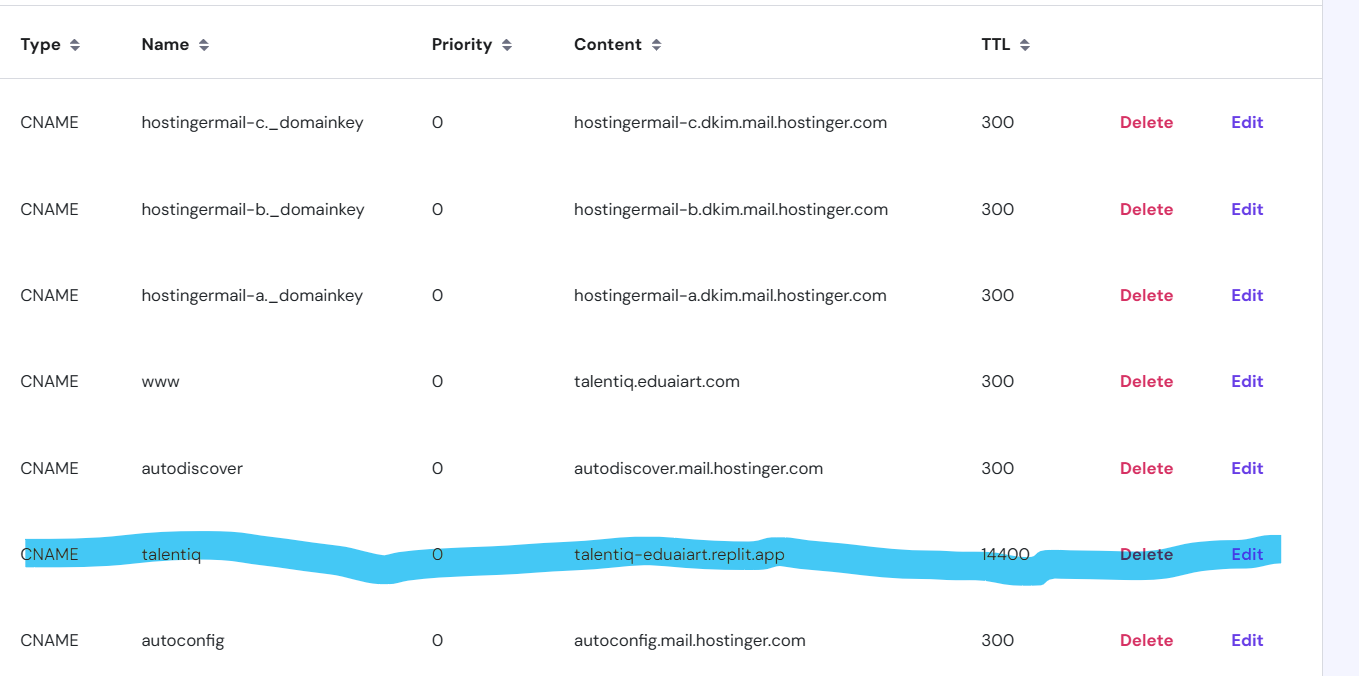 Type Name Priority Content TTL
CNAME hostingermail-c._domainkey 0 hostingermail-c.dkim.mail.hostinger.com 300 Delete Edit
CNAME hostingermail-b._domainkey 0 hostingermail-b.dkim.mail.hostinger.com 300 Delete Edit
CNAME hostingermail-a._domainkey 0 hostingermail-a.dkim.mail.hostinger.com 300 Delete Edit
CNAME www 0 talentiq.eduaiart.com 300 Delete Edit
CNAME autodiscover 0 autodiscover.mail.hostinger.com 300 Delete Edit
CNAME talentiq 0 talentiq-eduaiart.replit.app 14400 Delete Edit
CNAME autoconfig 0 autoconfig.mail.hostinger.com 300 Delete Edit